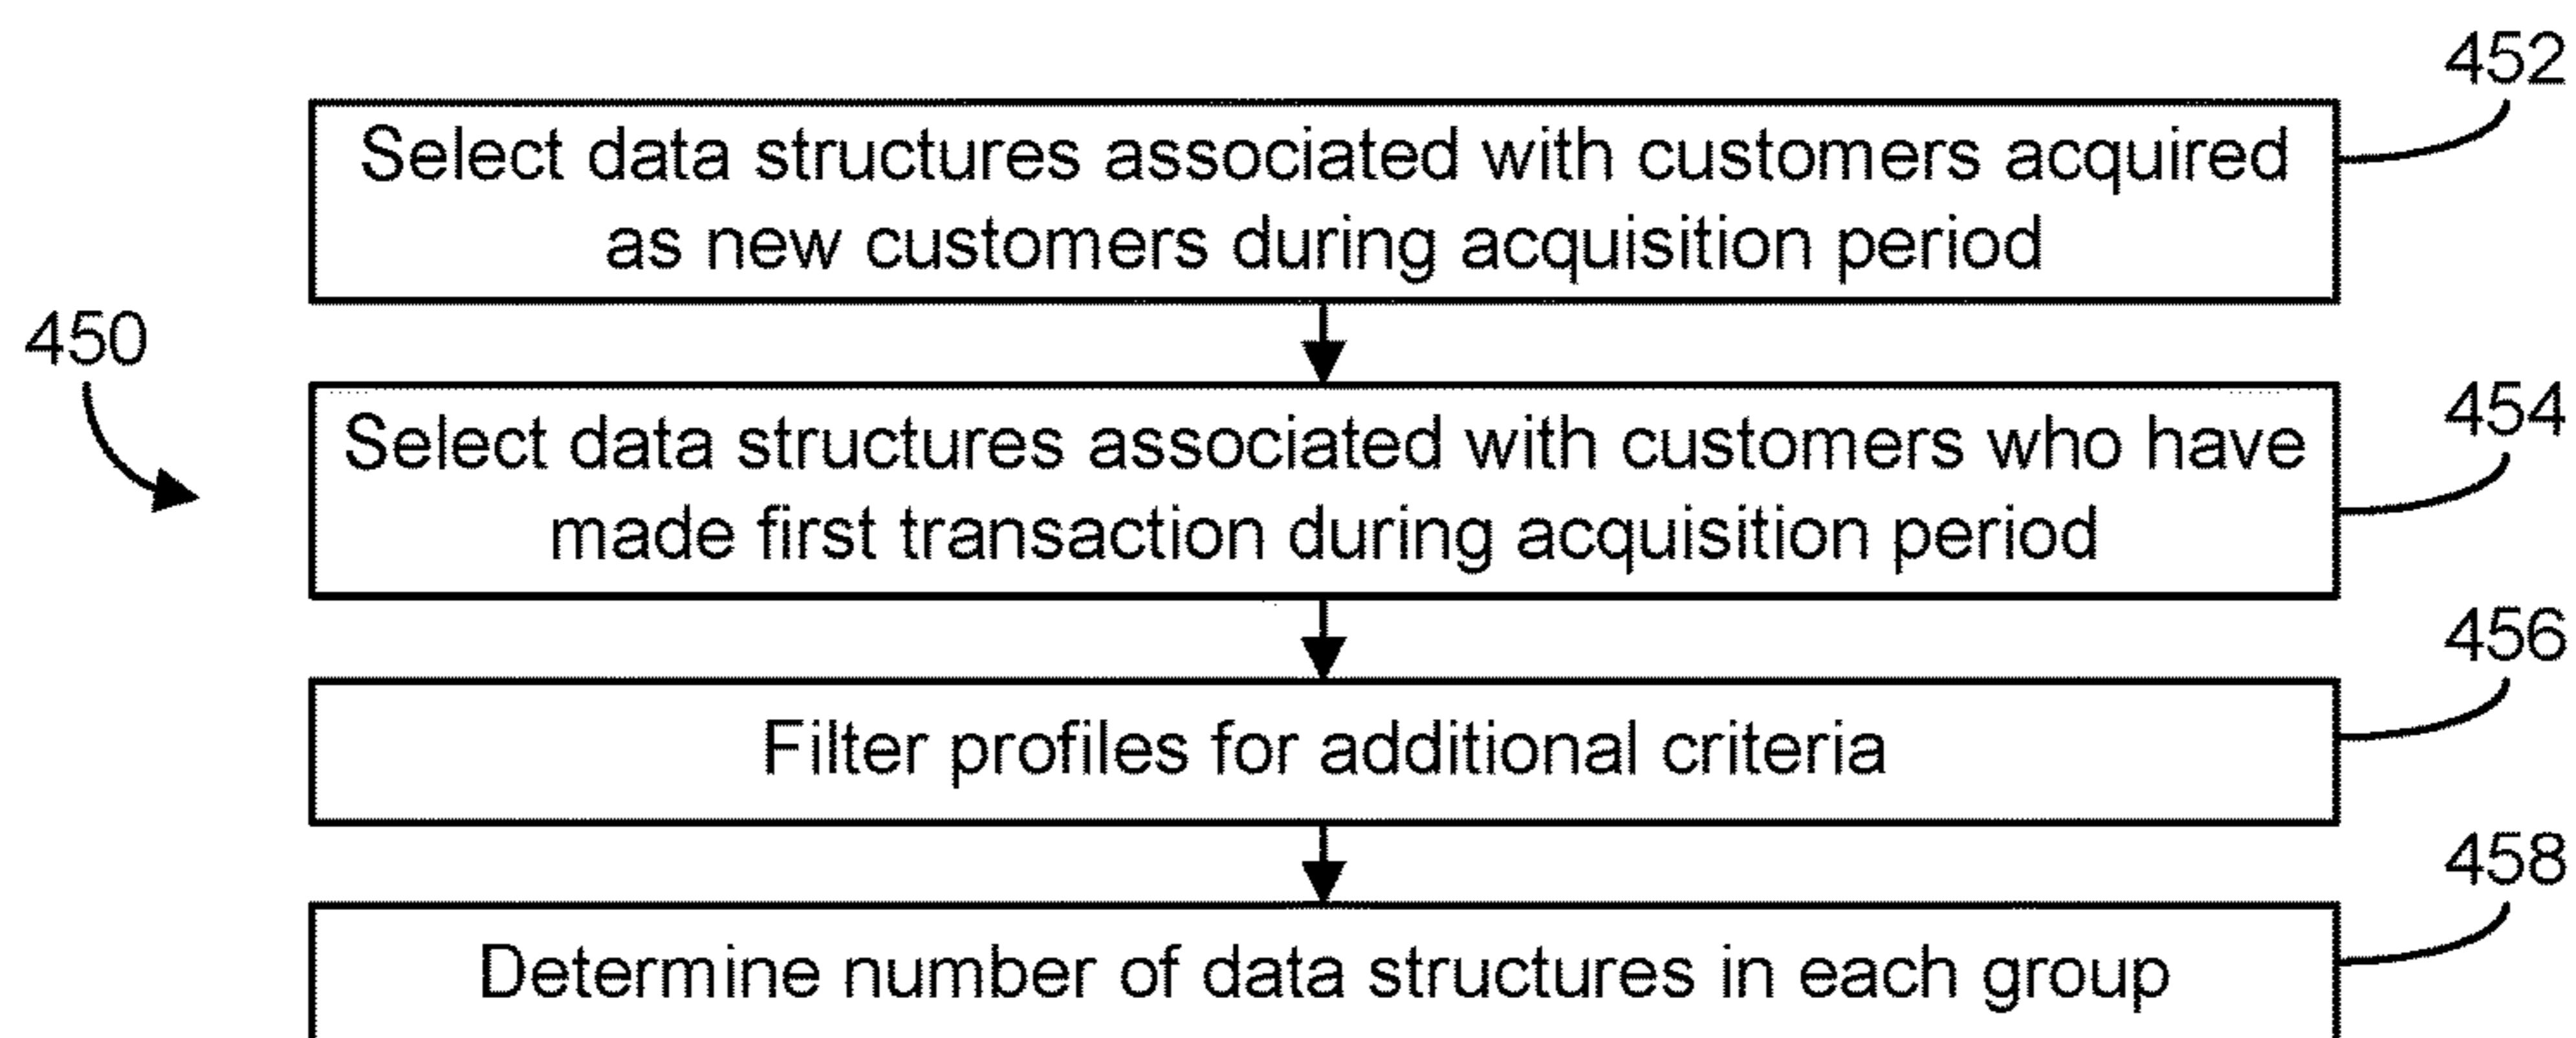 452
Select data structures associated with customers acquired
as new customers during acquisition period
450
454
Select data structures associated with customers who have
made first transaction during acquisition period
456
Filter profiles for additional criteria
458
Determine number of data structures in each group